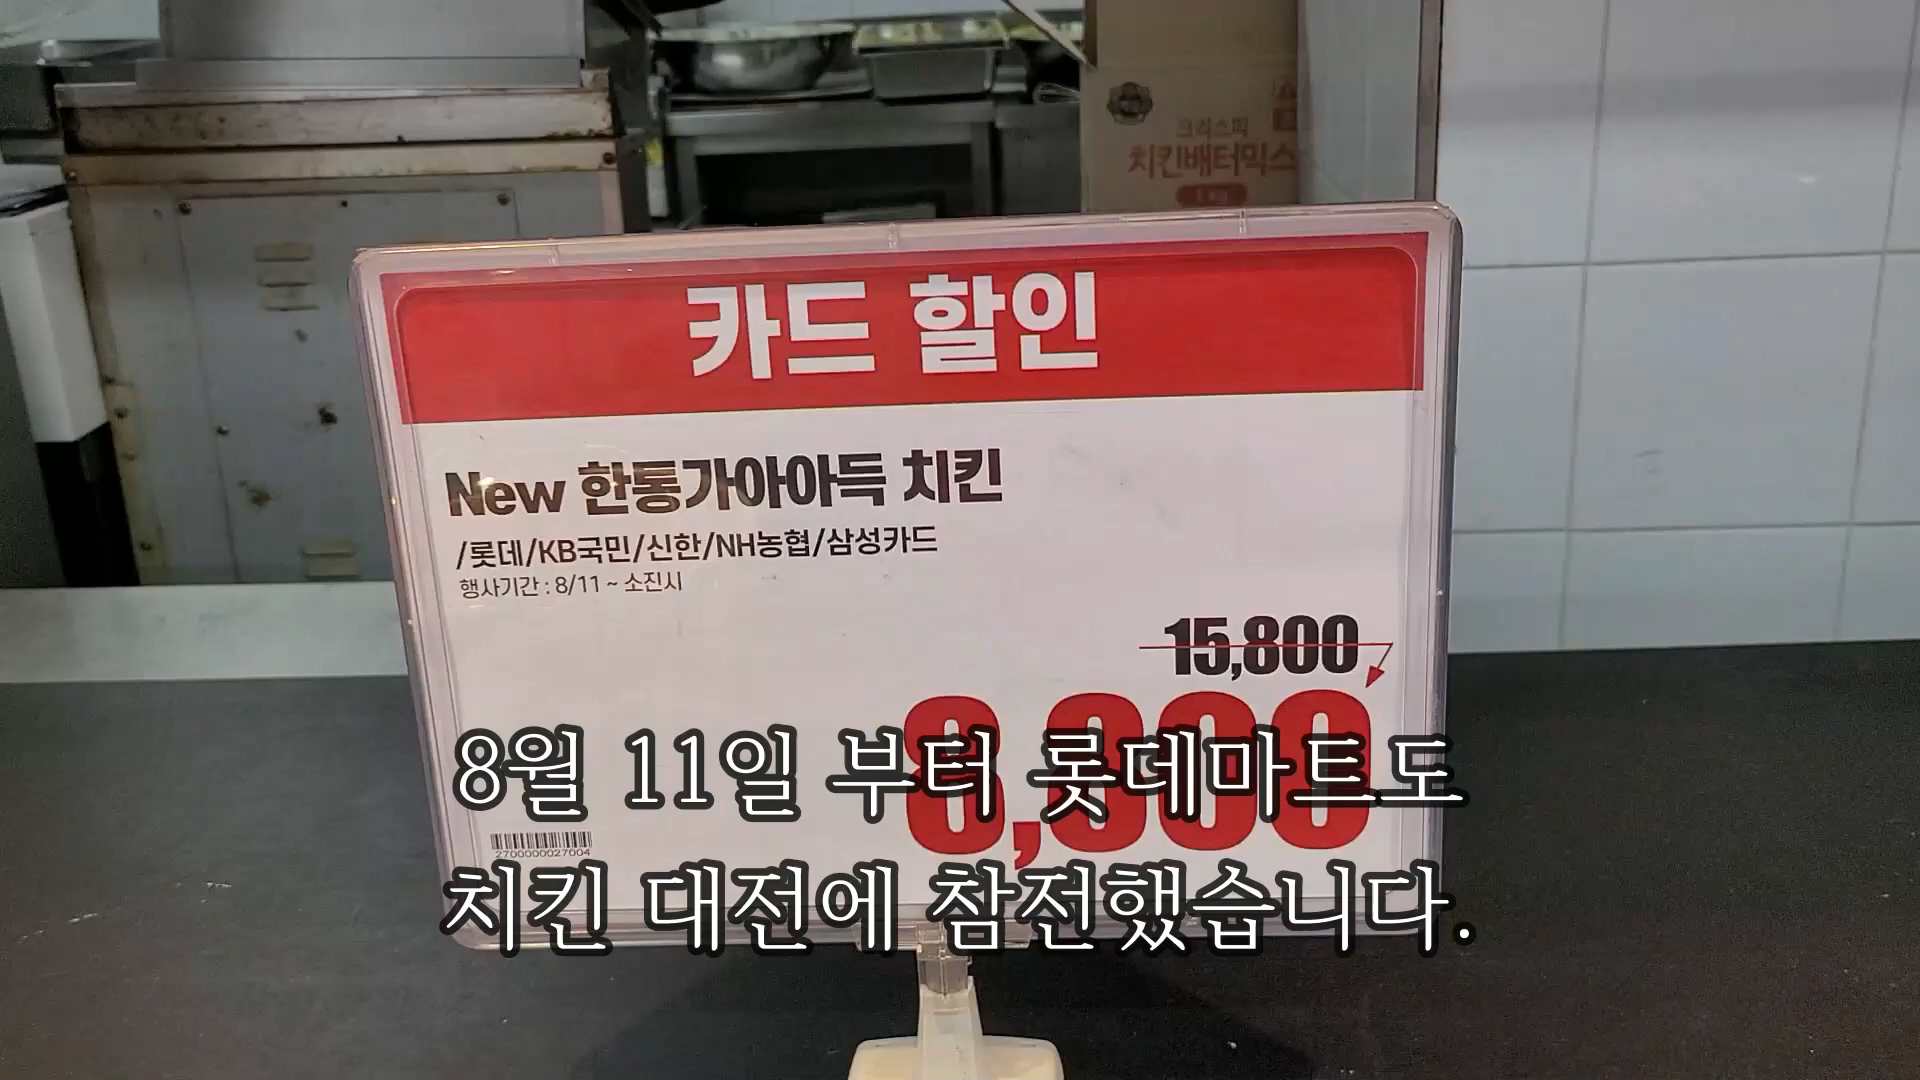 크리스피
치킨배터믹스
카드 할인
New 한통가아아득 치킨
/롯데/KB국민/신한/NH농협/삼성카드
행사기간 : 8/11 ~ 소진시
15,800
8월 11일 부터 롯데마트도
2700000027004
치킨 대전에 참전했습니다.